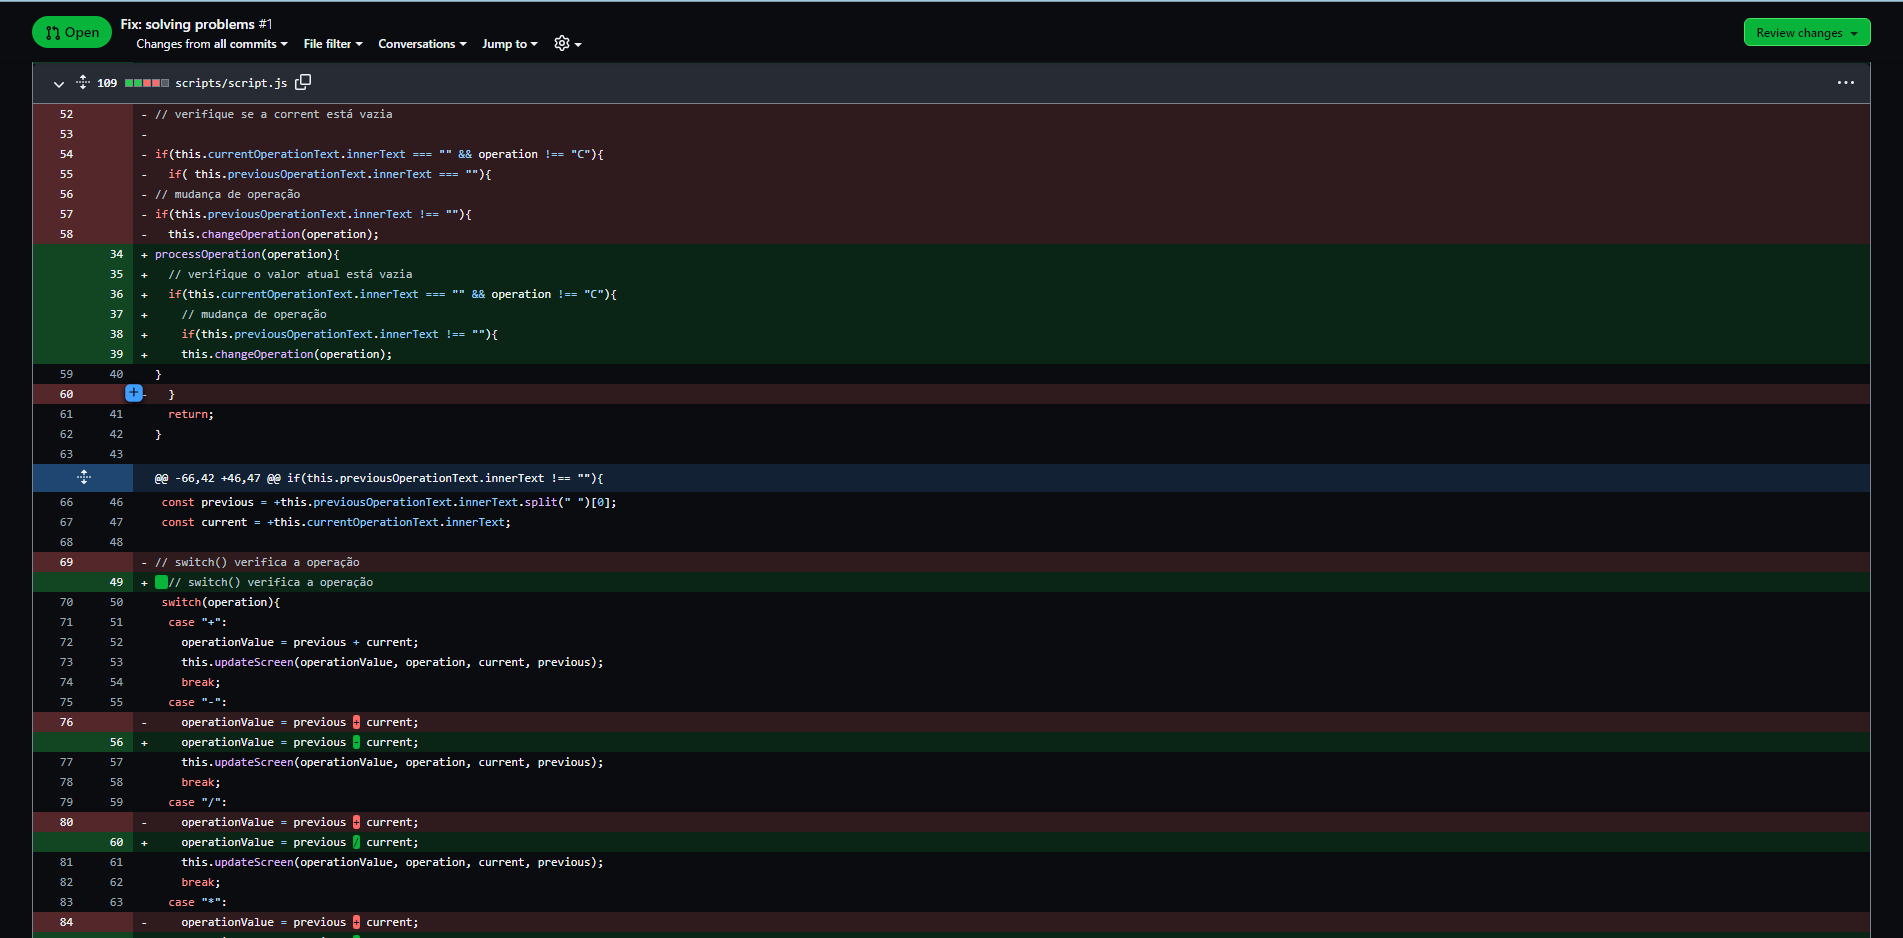 Open
Fix: solving problems #1
Changes from all commits File filter Conversations Jump to
Review changes
109 scripts/script.js
52 - // verifique se a corrent está vazia
53 -
54 - if(this.currentOperationText.innerText === "" && operation !== "C"){
55 - if( this.previousOperationText.innerText === ""){
56 - // mudança de operação
57 - if(this.previousOperationText.innerText !== ""){
58 - this.changeOperation(operation);
34 + processOperation(operation){
35 + // verifique o valor atual está vazia
36 + if(this.currentOperationText.innerText === "" && operation !== "C"){
37 + // mudança de operação
38 + if(this.previousOperationText.innerText !== ""){
39 + this.changeOperation(operation);
59 40 }
60 - }
61 41 return;
62 42 }
63 43
@@ -66,42 +46,47 @@ if(this.previousOperationText.innerText !== ""){
66 46 const previous = +this.previousOperationText.innerText.split(" ")[0];
67 47 const current = +this.currentOperationText.innerText;
68 48
69 - // switch() verifica a operação
49 + // switch() verifica a operação
70 50 switch(operation){
71 51 case "+":
72 52 operationValue = previous + current;
73 53 this.updateScreen(operationValue, operation, current, previous);
74 54 break;
75 55 case "-":
76 - operationValue = previous + current;
56 + operationValue = previous - current;
77 57 this.updateScreen(operationValue, operation, current, previous);
78 58 break;
79 59 case "/":
80 - operationValue = previous + current;
60 + operationValue = previous / current;
81 61 this.updateScreen(operationValue, operation, current, previous);
82 62 break;
83 63 case "*":
84 - operationValue = previous + current;